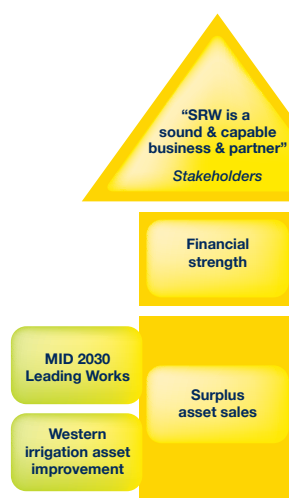 “SRW is a
sound & capable
business & partner”
Stakeholders
Financial
strength
MID 2030
Leading Works
Surplus
asset sales
Western
irrigation asset
improvement